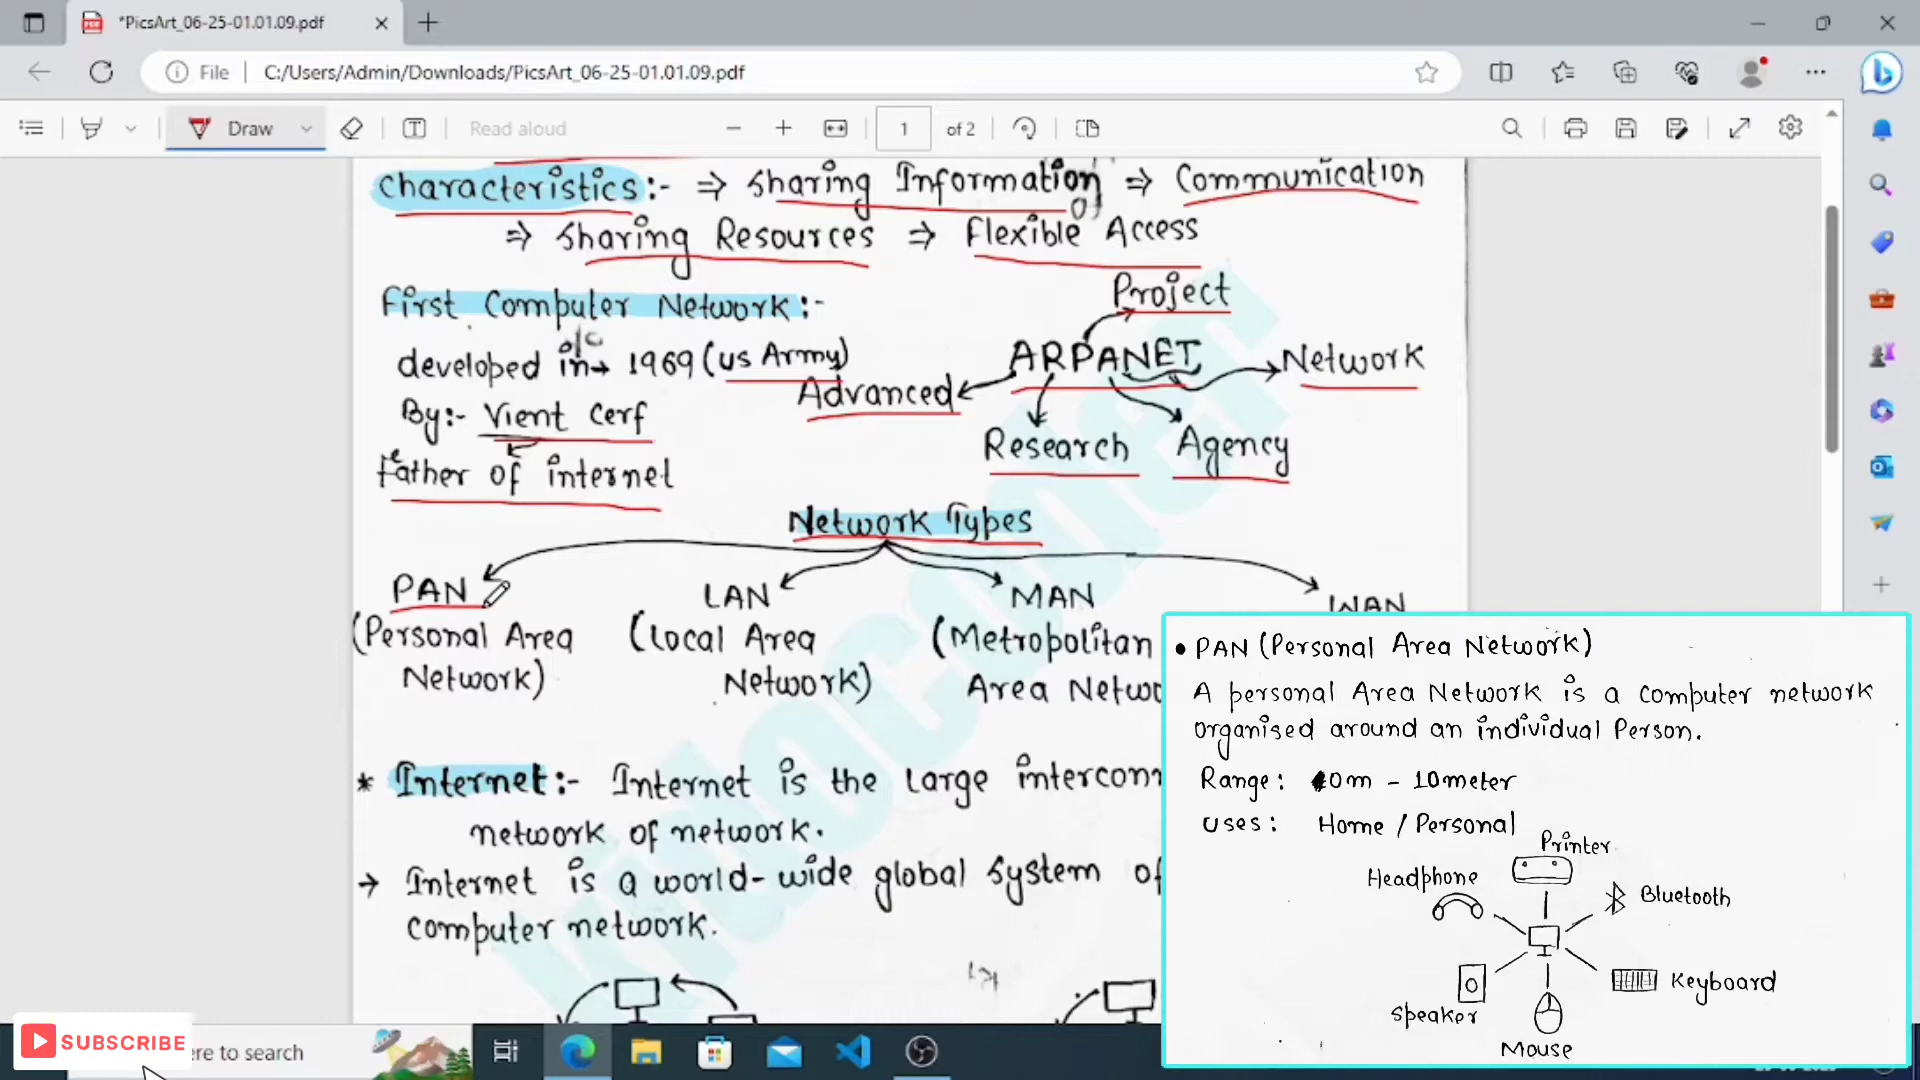 *PicsArt_06-25-01.01.09.pdf
File
C:/Users/Admin/Downloads/PicsArt_06-25-01.01.09.pdf
Draw
Read aloud
1 of 2
Characteristics:- ⇒ Sharing Information ⇒ Communication
⇒ Sharing Resources ⇒ Flexible Access
First Computer Network:-
developed in→ 1969 (US Army)
By:- Vient Cerf
father of internet
Project
ARPANET
Network
Advanced
Research
Agency
Network Types
PAN
(Personal Area
Network)
LAN
(Local Area
Network)
MAN
(Metropolitan
Area Netwo
WAN
* Internet:- Internet is the large interconn
network of network.
→ Internet is a world-wide global system of
computer network.
• PAN (Personal Area Network)
A personal Area Network is a computer network
organised around an individual Person.
Range: 0m - 10meter
Uses: Home / Personal
Printer
Headphone
Bluetooth
Speaker
Keyboard
Mouse
SUBSCRIBE
ere to search